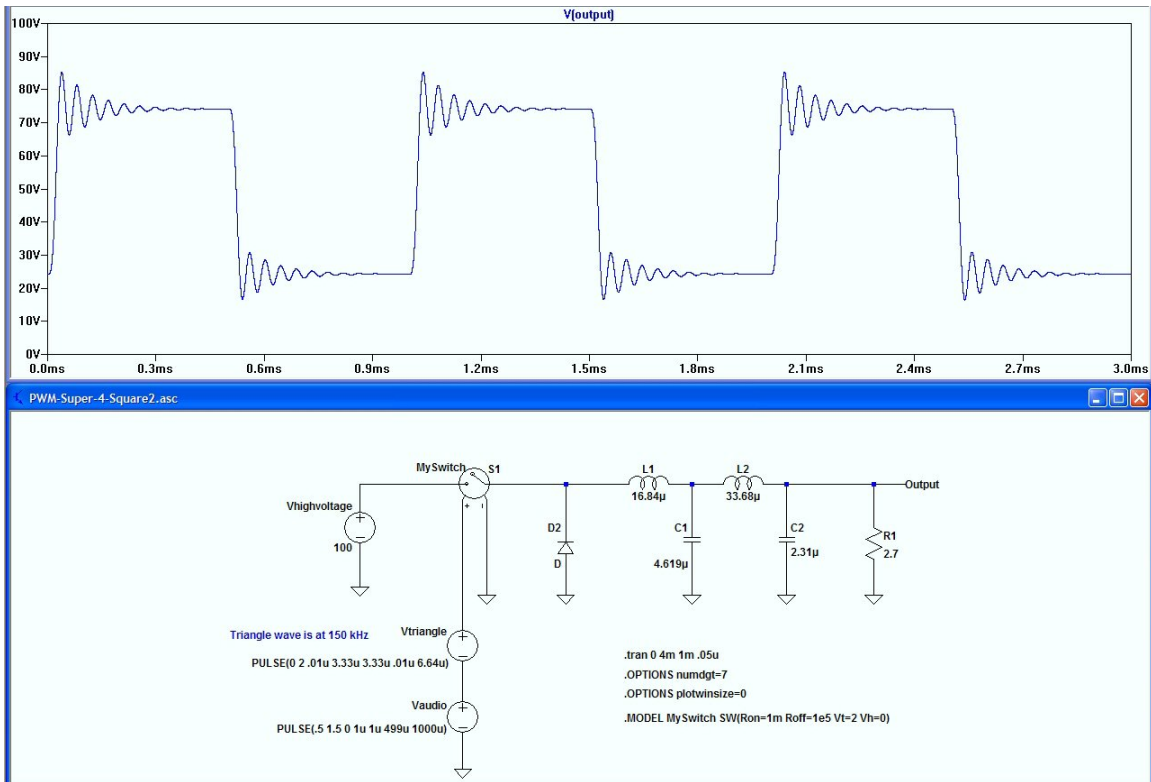 V(output)
100V
90V
80V
70V
60V
50V
40V
30V
20V
10V
0V
0.0ms 0.3ms 0.6ms 0.9ms 1.2ms 1.5ms 1.8ms 2.1ms 2.4ms 2.7ms 3.0ms
PWM-Super-4-Square2.asc
MySwitch S1
L1
L2
16.84µ
33.68µ
Output
Vhighvoltage
100
D2
D
C1
4.619µ
C2
2.31µ
R1
2.7
Triangle wave is at 150 kHz
Vtriangle
PULSE(0 2 .01u 3.33u 3.33u .01u 6.64u)
Vaudio
PULSE(.5 1.5 0 1u 1u 499u 1000u)
.tran 0 4m 1m .05u
.OPTIONS numdgt=7
.OPTIONS plotwinsize=0
.MODEL MySwitch SW(Ron=1m Roff=1e5 Vt=2 Vh=0)